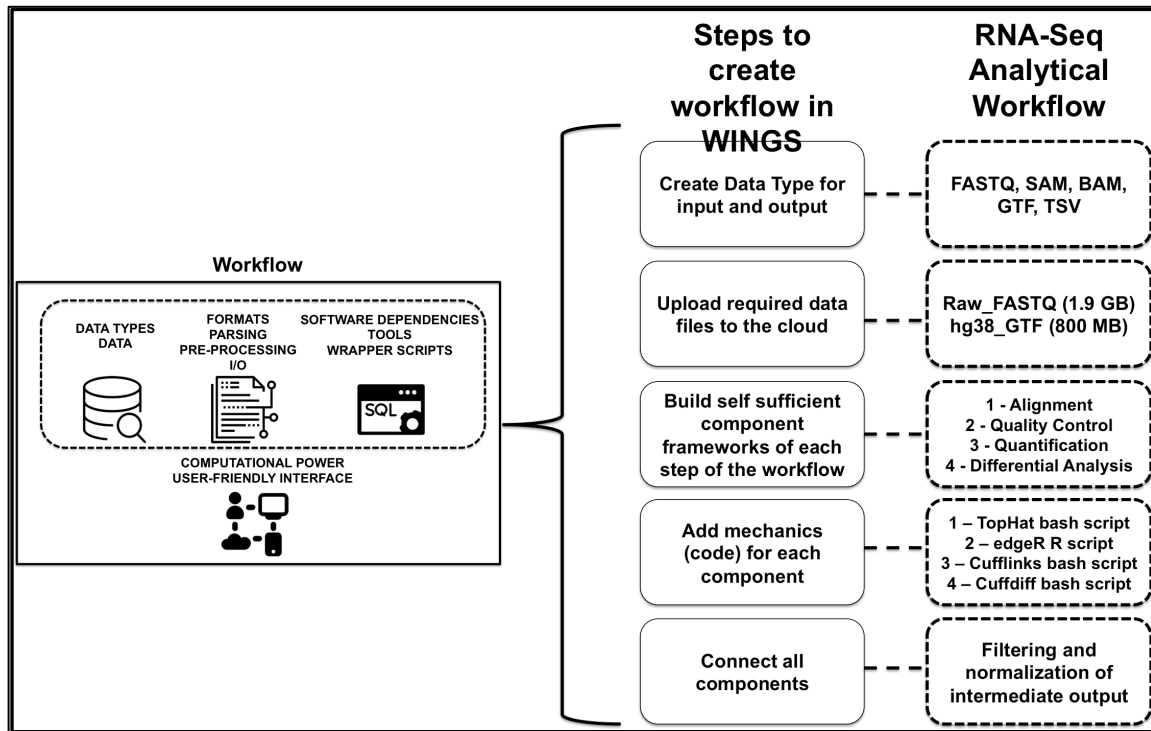 Steps to
create
workflow in
WINGS
RNA-Seq
Analytical
Workflow
Workflow
DATA TYPES
DATA
FORMATS
PARSING
PRE-PROCESSING
I/O
SOFTWARE DEPENDENCIES
TOOLS
WRAPPER SCRIPTS
SQL
COMPUTATIONAL POWER
USER-FRIENDLY INTERFACE
Create Data Type for
input and output
FASTQ, SAM, BAM,
GTF, TSV
Upload required data
files to the cloud
Raw_FASTQ (1.9 GB)
hg38_GTF (800 MB)
Build self sufficient
component
frameworks of each
step of the workflow
1 - Alignment
2 - Quality Control
3 - Quantification
4 - Differential Analysis
Add mechanics
(code) for each
component
1 – TopHat bash script
2 – edgeR R script
3 – Cufflinks bash script
4 – Cuffdiff bash script
Connect all
components
Filtering and
normalization of
intermediate output